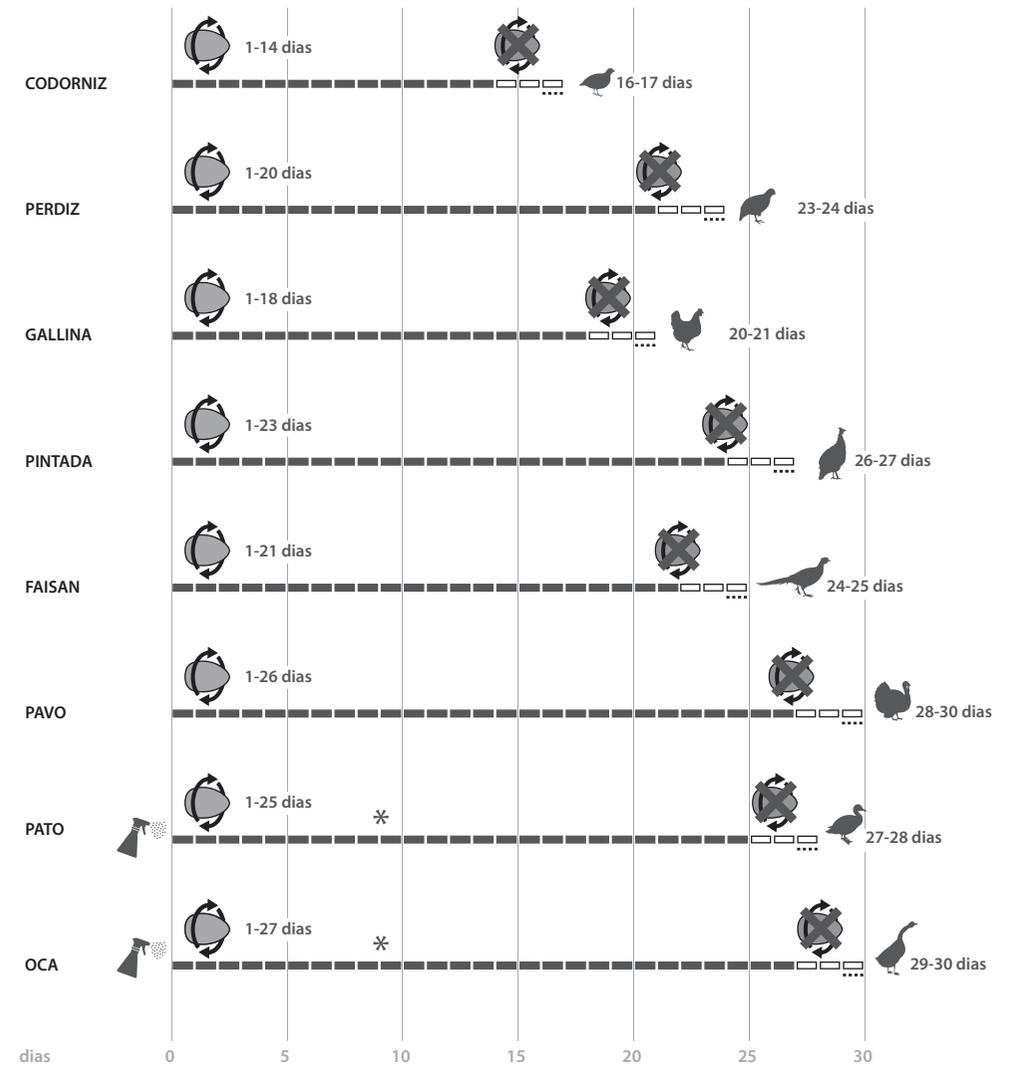 1-14 dias
CODORNIZ 16-17 dias
1-20 dias
PERDIZ 23-24 dias
1-18 dias
GALLINA 20-21 dias
1-23 dias
PINTADA 26-27 dias
1-21 dias
FAISAN 24-25 dias
1-26 dias
PAVO 28-30 dias
1-25 dias *
PATO 27-28 dias
1-27 dias *
OCA 29-30 dias
dias 0 5 10 15 20 25 30